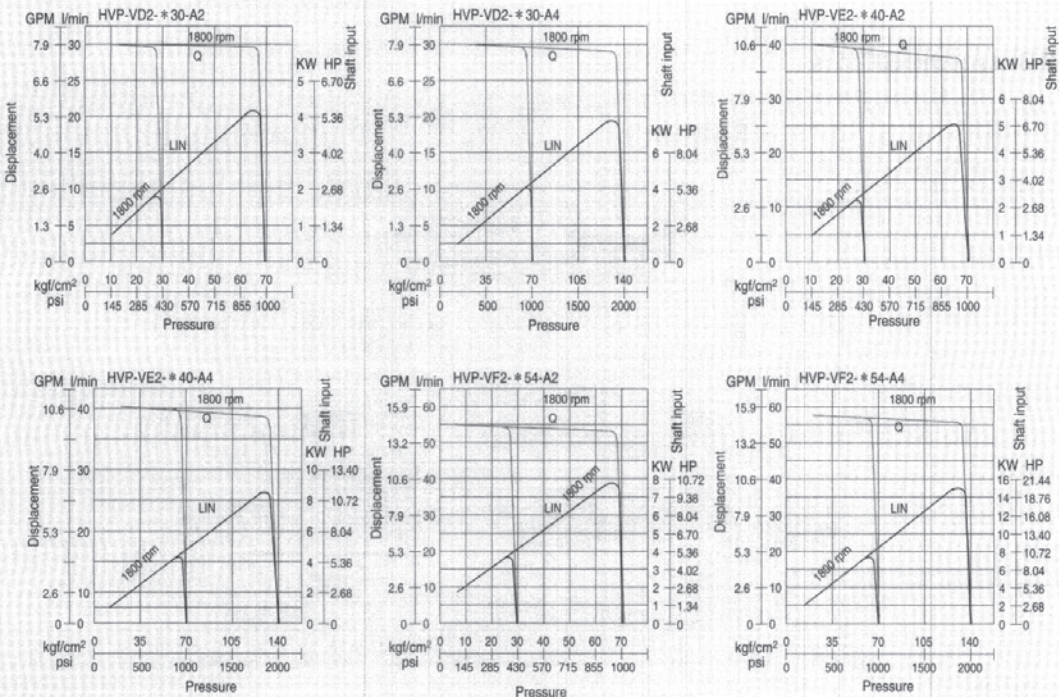 GPM l/min HVP-VD2-*30-A2
1800 rpm
Q
LIN
1800 rpm
Displacement
7.9 30
6.6 25
5.3 20
4.0 15
2.6 10
1.3 5
0 0
Shaft input
KW HP
5 6.70
4 5.36
3 4.02
2 2.68
1 1.34
0 0
0 10 20 30 40 50 60 70
kgf/cm²
psi
0 145 285 430 570 715 855 1000
Pressure
GPM l/min HVP-VD2-*30-A4
1800 rpm
Q
LIN
1800 rpm
Displacement
7.9 30
6.6 25
5.3 20
4.0 15
2.6 10
1.3 5
0 0
Shaft input
KW HP
6 8.04
4 5.36
2 2.68
0 0
0 35 70 105 140
kgf/cm²
psi
0 500 1000 1500 2000
Pressure
GPM l/min HVP-VE2-*40-A2
1800 rpm
Q
LIN
1800 rpm
Displacement
10.6 40
30
7.9 30
5.3 20
2.6 10
0 0
Shaft input
KW HP
6 8.04
5 6.70
4 5.36
3 4.02
2 2.68
1 1.34
0 0
0 10 20 30 40 50 60 70
kgf/cm²
psi
0 145 285 430 570 715 855 1000
Pressure
GPM l/min HVP-VE2-*40-A4
1800 rpm
Q
LIN
1800 rpm
Displacement
10.6 40
7.9 30
5.3 20
2.6 10
0 0
Shaft input
KW HP
10 13.40
8 10.72
6 8.04
4 5.36
2 2.68
0 0
0 35 70 105 140
kgf/cm²
psi
0 500 1000 1500 2000
Pressure
GPM l/min HVP-VF2-*54-A2
1800 rpm
Q
LIN
1800 rpm
Displacement
60
15.9 55
13.2 50
10.6 40
7.9 30
5.3 20
2.6 10
0 0
Shaft input
KW HP
8 10.72
7 9.38
6 8.04
5 6.70
4 5.36
3 4.02
2 2.68
1 1.34
0 0
0 10 20 30 40 50 60 70
kgf/cm²
psi
0 145 285 430 570 715 855 1000
Pressure
GPM l/min HVP-VF2-*54-A4
1800 rpm
Q
LIN
1800 rpm
Displacement
15.9 60
13.2 50
10.6 40
7.9 30
5.3 20
2.6 10
0 0
Shaft input
KW HP
16 21.44
14 18.76
12 16.08
10 13.40
8 10.72
6 8.04
4 5.36
2 2.68
0 0
0 35 70 105 140
kgf/cm²
psi
0 500 1000 1500 2000
Pressure